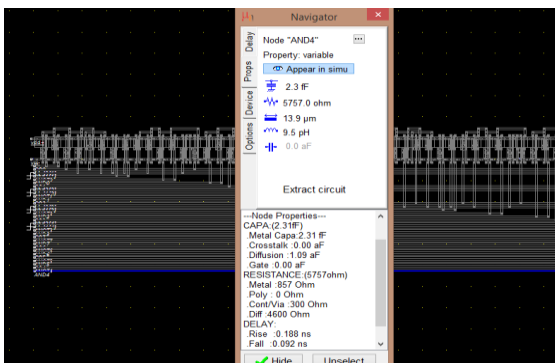 Navigator
Delay
Props
Device
Options
Node "AND4"
...
Property: variable
Appear in simu
2.3 fF
5757.0 ohm
13.9 µm
9.5 pH
0.0 aF
Extract circuit
---Node Properties---
CAPA:(2.31fF)
.Metal Capa:2.31 fF
.Crosstalk :0.00 aF
.Diffusion :1.09 aF
.Gate :0.00 aF
RESISTANCE:(5757ohm)
.Metal :857 Ohm
.Poly : 0 Ohm
.Cont/Via :300 Ohm
.Diff :4600 Ohm
DELAY:
.Rise :0.188 ns
.Fall :0.092 ns
Hide
Unselect
AND4